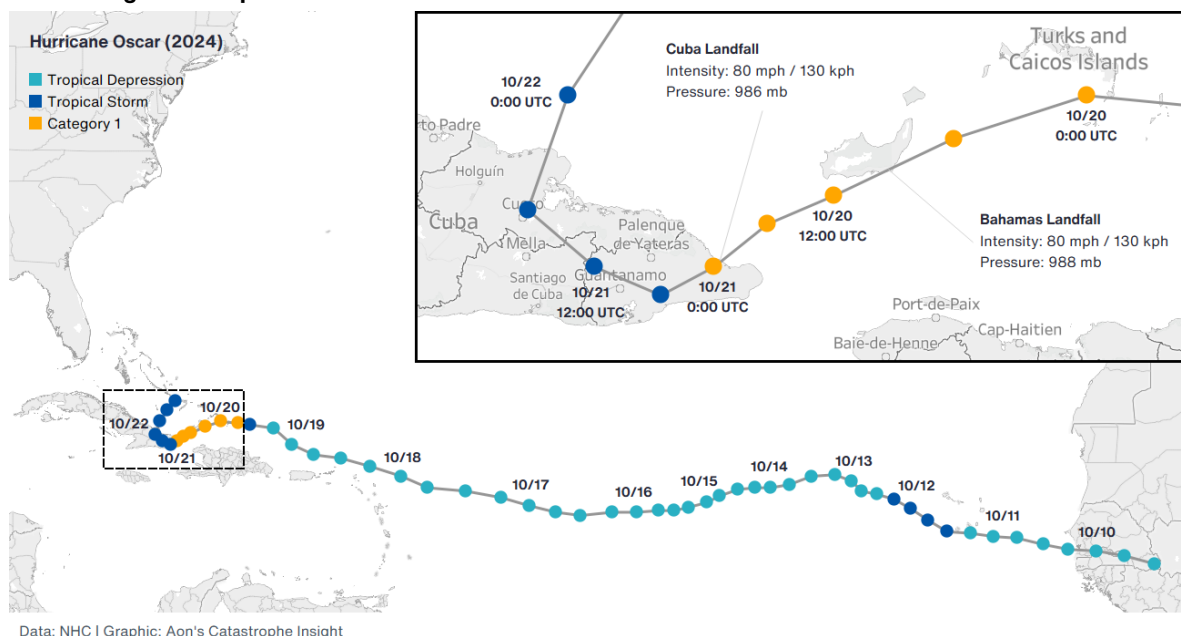 Hurricane Oscar (2024)
Tropical Depression
Tropical Storm
Category 1
Turks and
Caicos Islands
10/20
0:00 UTC
Cuba Landfall
Intensity: 80 mph / 130 kph
Pressure: 986 mb
10/22
0:00 UTC
rto Padre
Holguín
Cuba
Mella
Palenque
de Yateras
Santiago
de Cuba
Guantanamo
10/21
12:00 UTC
10/21
0:00 UTC
10/20
12:00 UTC
Bahamas Landfall
Intensity: 80 mph / 130 kph
Pressure: 988 mb
Port-de-Paix
Cap-Haitien
Baie-de-Henne
10/22
10/21
10/20
10/19
10/18
10/17
10/16
10/15
10/14
10/13
10/12
10/11
10/10
Data: NHC | Graphic: Aon's Catastrophe Insight